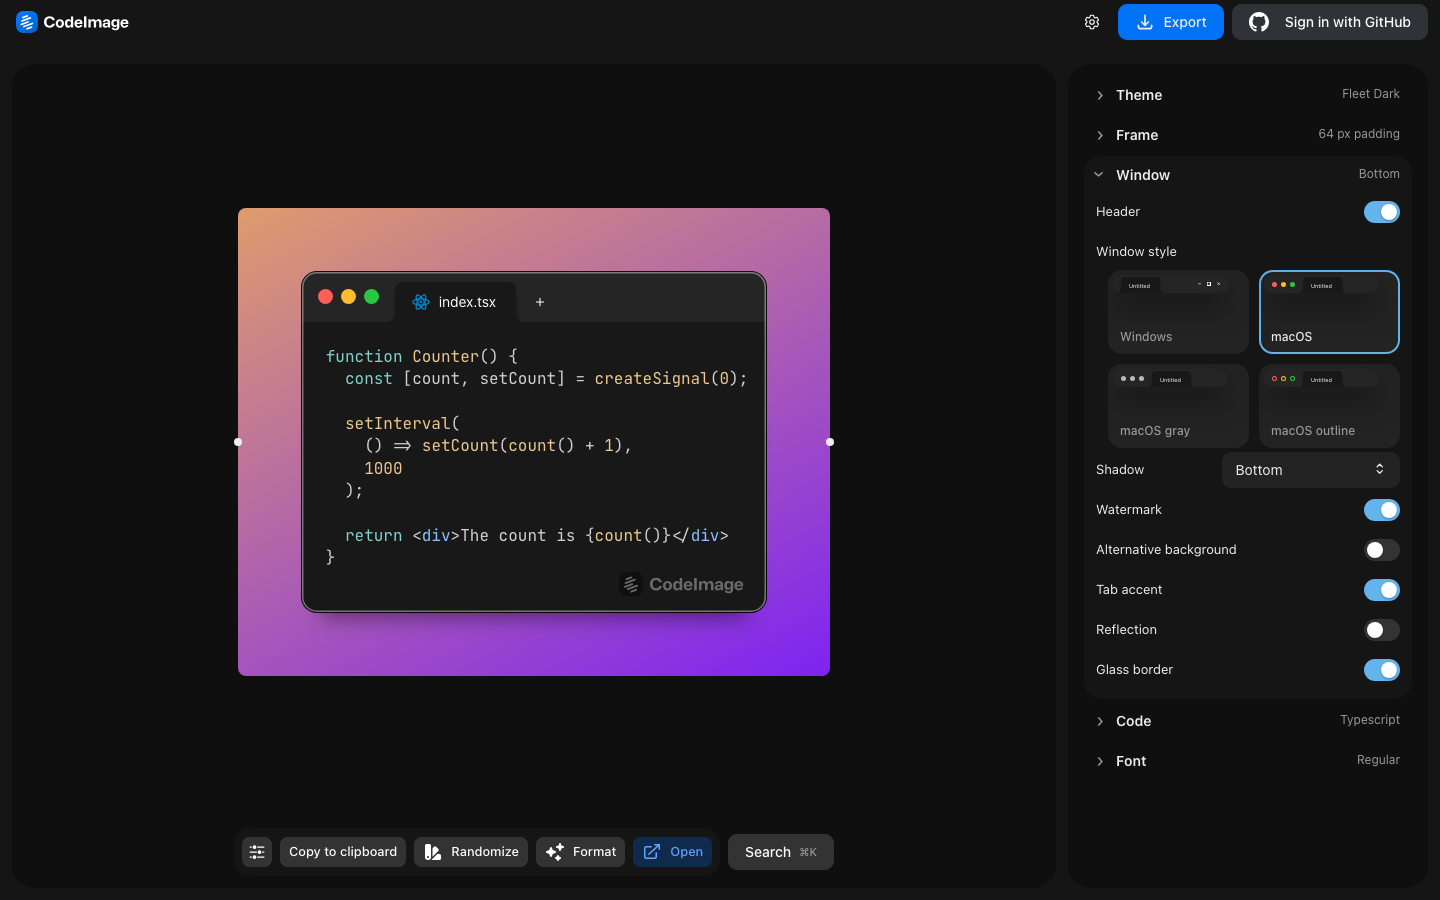 CodeImage
Export
Sign in with GitHub
index.tsx
+
function Counter() {
  const [count, setCount] = createSignal(0);
  setInterval(
    () => setCount(count() + 1),
    1000
  );
  return <div>The count is {count()}</div>
}
CodeImage
Copy to clipboard
Randomize
Format
Open
Search ⌘K
Theme
Fleet Dark
Frame
64 px padding
Window
Bottom
Header
Window style
Untitled
Windows
Untitled
macOS
Untitled
macOS gray
Untitled
macOS outline
Shadow
Bottom
Watermark
Alternative background
Tab accent
Reflection
Glass border
Code
Typescript
Font
Regular